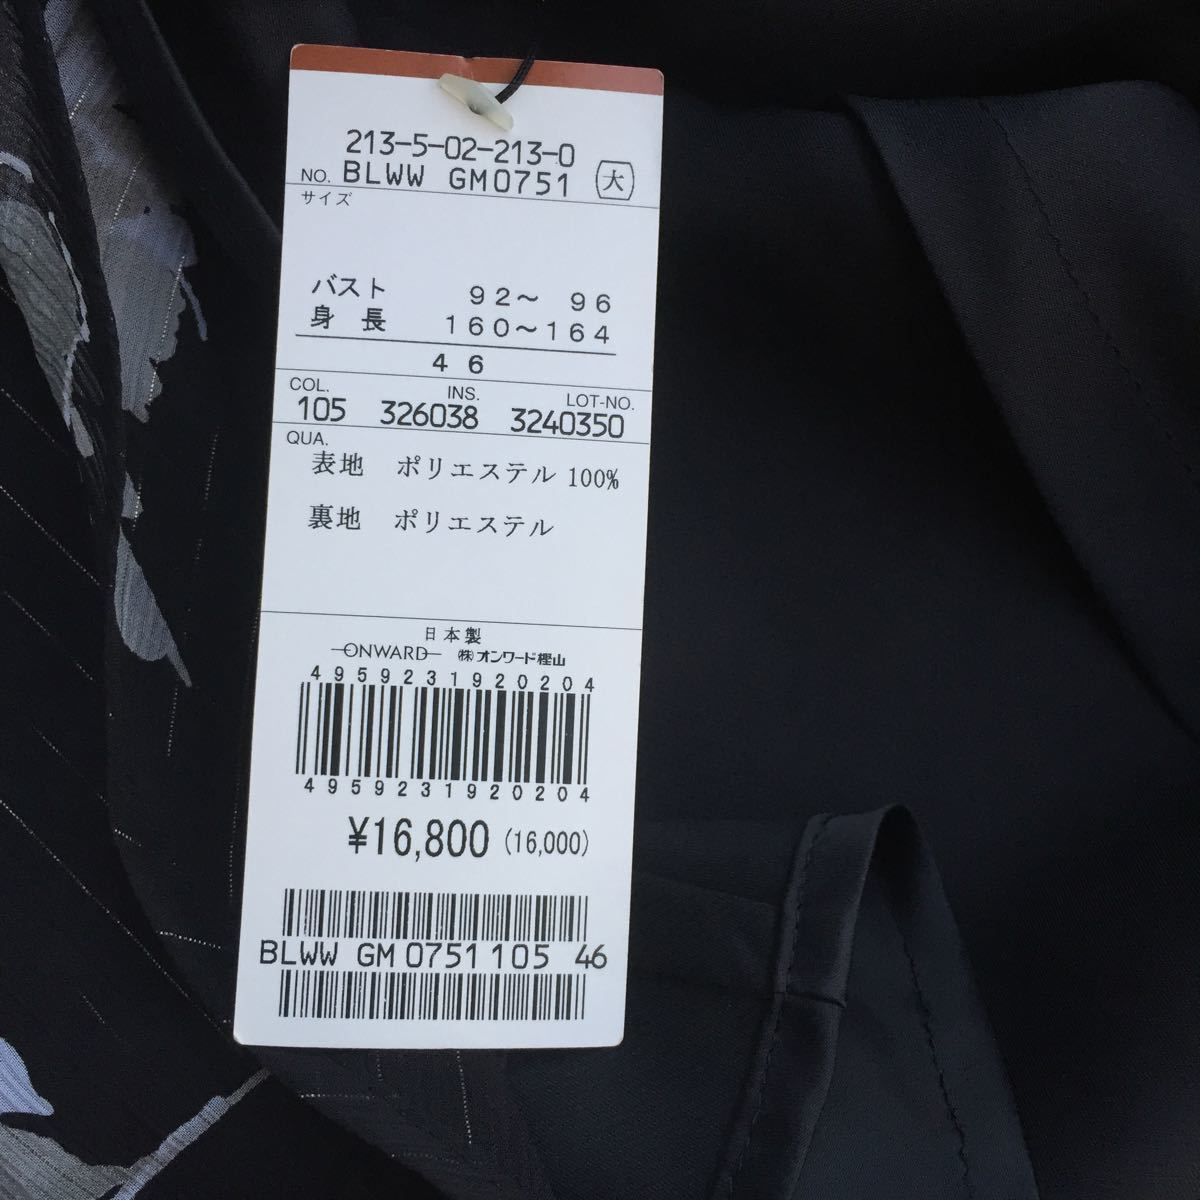 213-5-02-213-0
NO. BLWW GM0751 大
サイズ
バスト 92〜 96
身 長 160〜164
46
COL. INS. LOT-NO.
105 326038 3240350
QUA.
表地 ポリエステル 100%
裏地 ポリエステル
日本製
ONWARD ㈱オンワード樫山
4959231920204
4959231920204
¥16,800 (16,000)
BLWW GM 0751 105 46